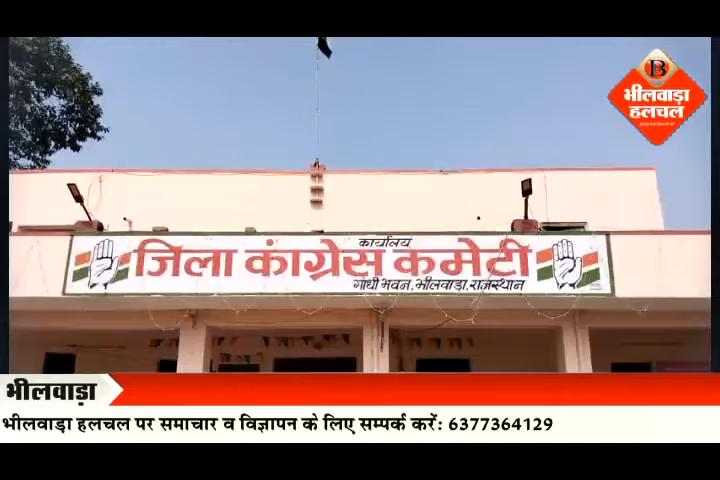 B
भीलवाड़ा
हलचल
कार्यालय
जिला कांग्रेस कमेटी
गांधी भवन, भीलवाड़ा, राजस्थान
भीलवाड़ा
भीलवाड़ा हलचल पर समाचार व विज्ञापन के लिए सम्पर्क करें: 6377364129